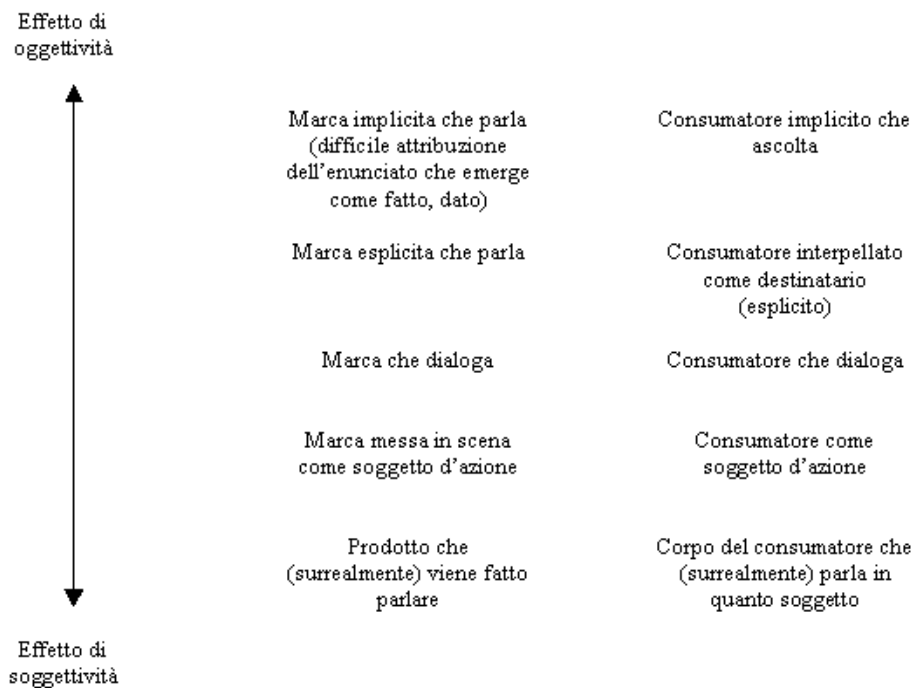 Effetto di
oggettività
Marca implicita che parla
(difficile attribuzione
dell'enunciato che emerge
come fatto, dato)
Consumatore implicito che
ascolta
Marca esplicita che parla
Consumatore interpellato
come destinatario
(esplicito)
Marca che dialoga
Consumatore che dialoga
Marca messa in scena
come soggetto d'azione
Consumatore come
soggetto d'azione
Prodotto che
(surrealmente) viene fatto
parlare
Corpo del consumatore che
(surrealmente) parla in
quanto soggetto
Effetto di
soggettività